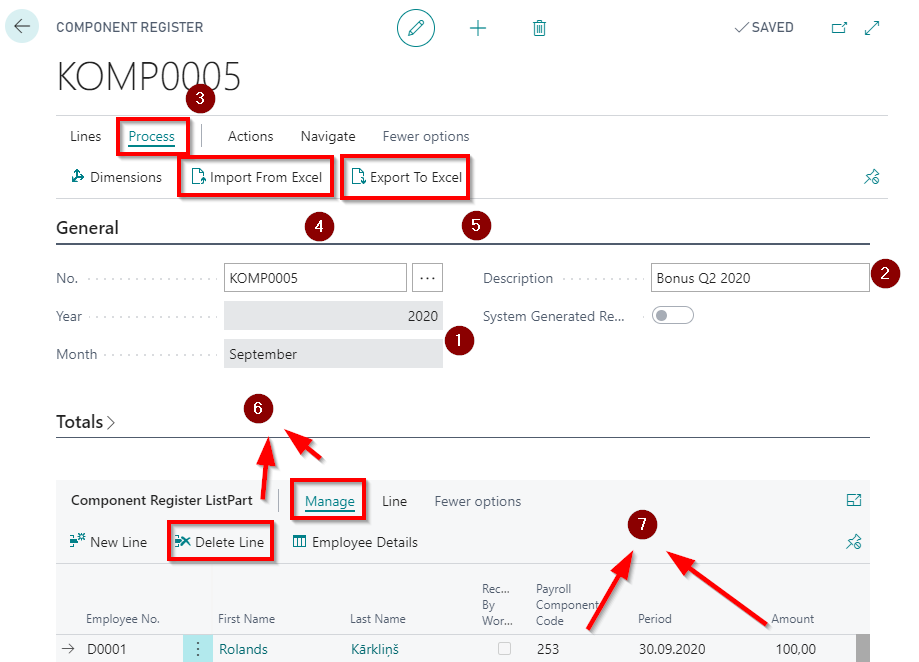 COMPONENT REGISTER
SAVED
KOMP0005
3
Lines Process Actions Navigate Fewer options
Dimensions Import From Excel Export To Excel
General
4
5
No. KOMP0005 ... Description Bonus Q2 2020
2
Year 2020 System Generated Re...
Month September
1
6
Totals
Component Register ListPart Manage Line Fewer options
7
New Line Delete Line Employee Details
Rec...
By
Wor...
Payroll
Component
Code
Employee No. First Name Last Name Period Amount
D0001 Rolands Kārkliņš 253 30.09.2020 100,00